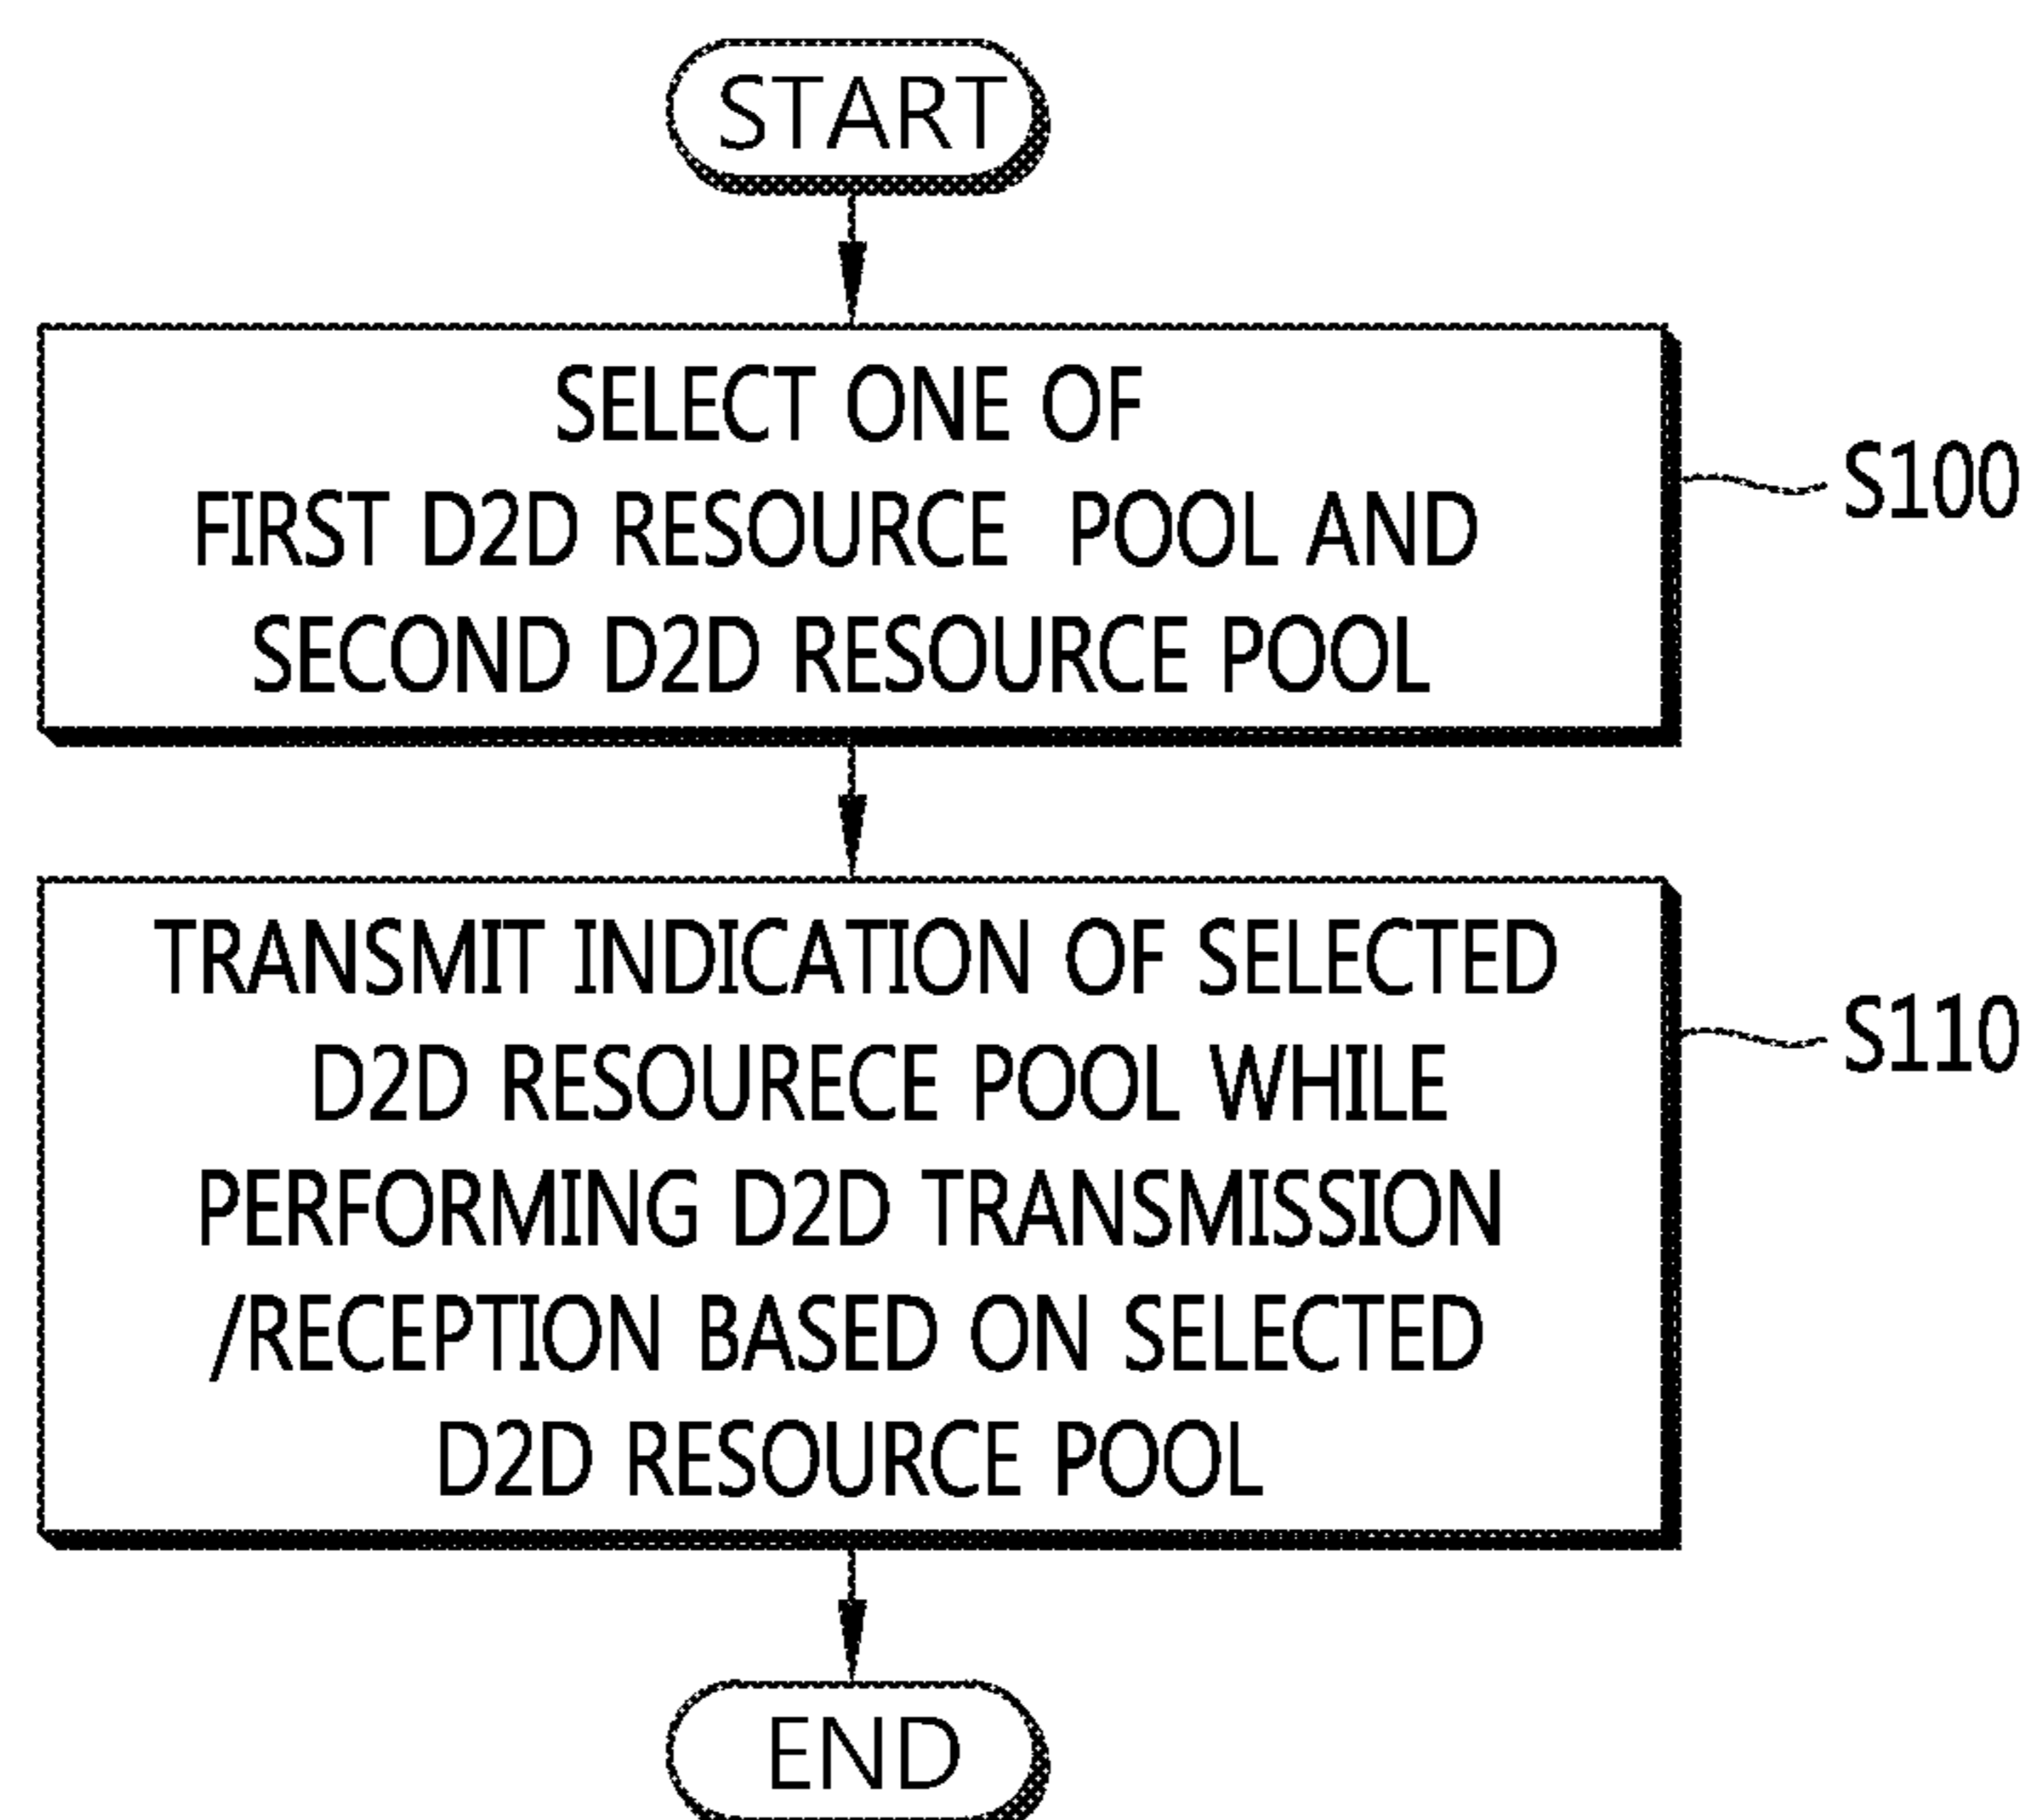 START
SELECT ONE OF
FIRST D2D RESOURCE POOL AND
SECOND D2D RESOURCE POOL
S100
TRANSMIT INDICATION OF SELECTED
D2D RESOURECE POOL WHILE
PERFORMING D2D TRANSMISSION
/RECEPTION BASED ON SELECTED
D2D RESOURCE POOL
S110
END